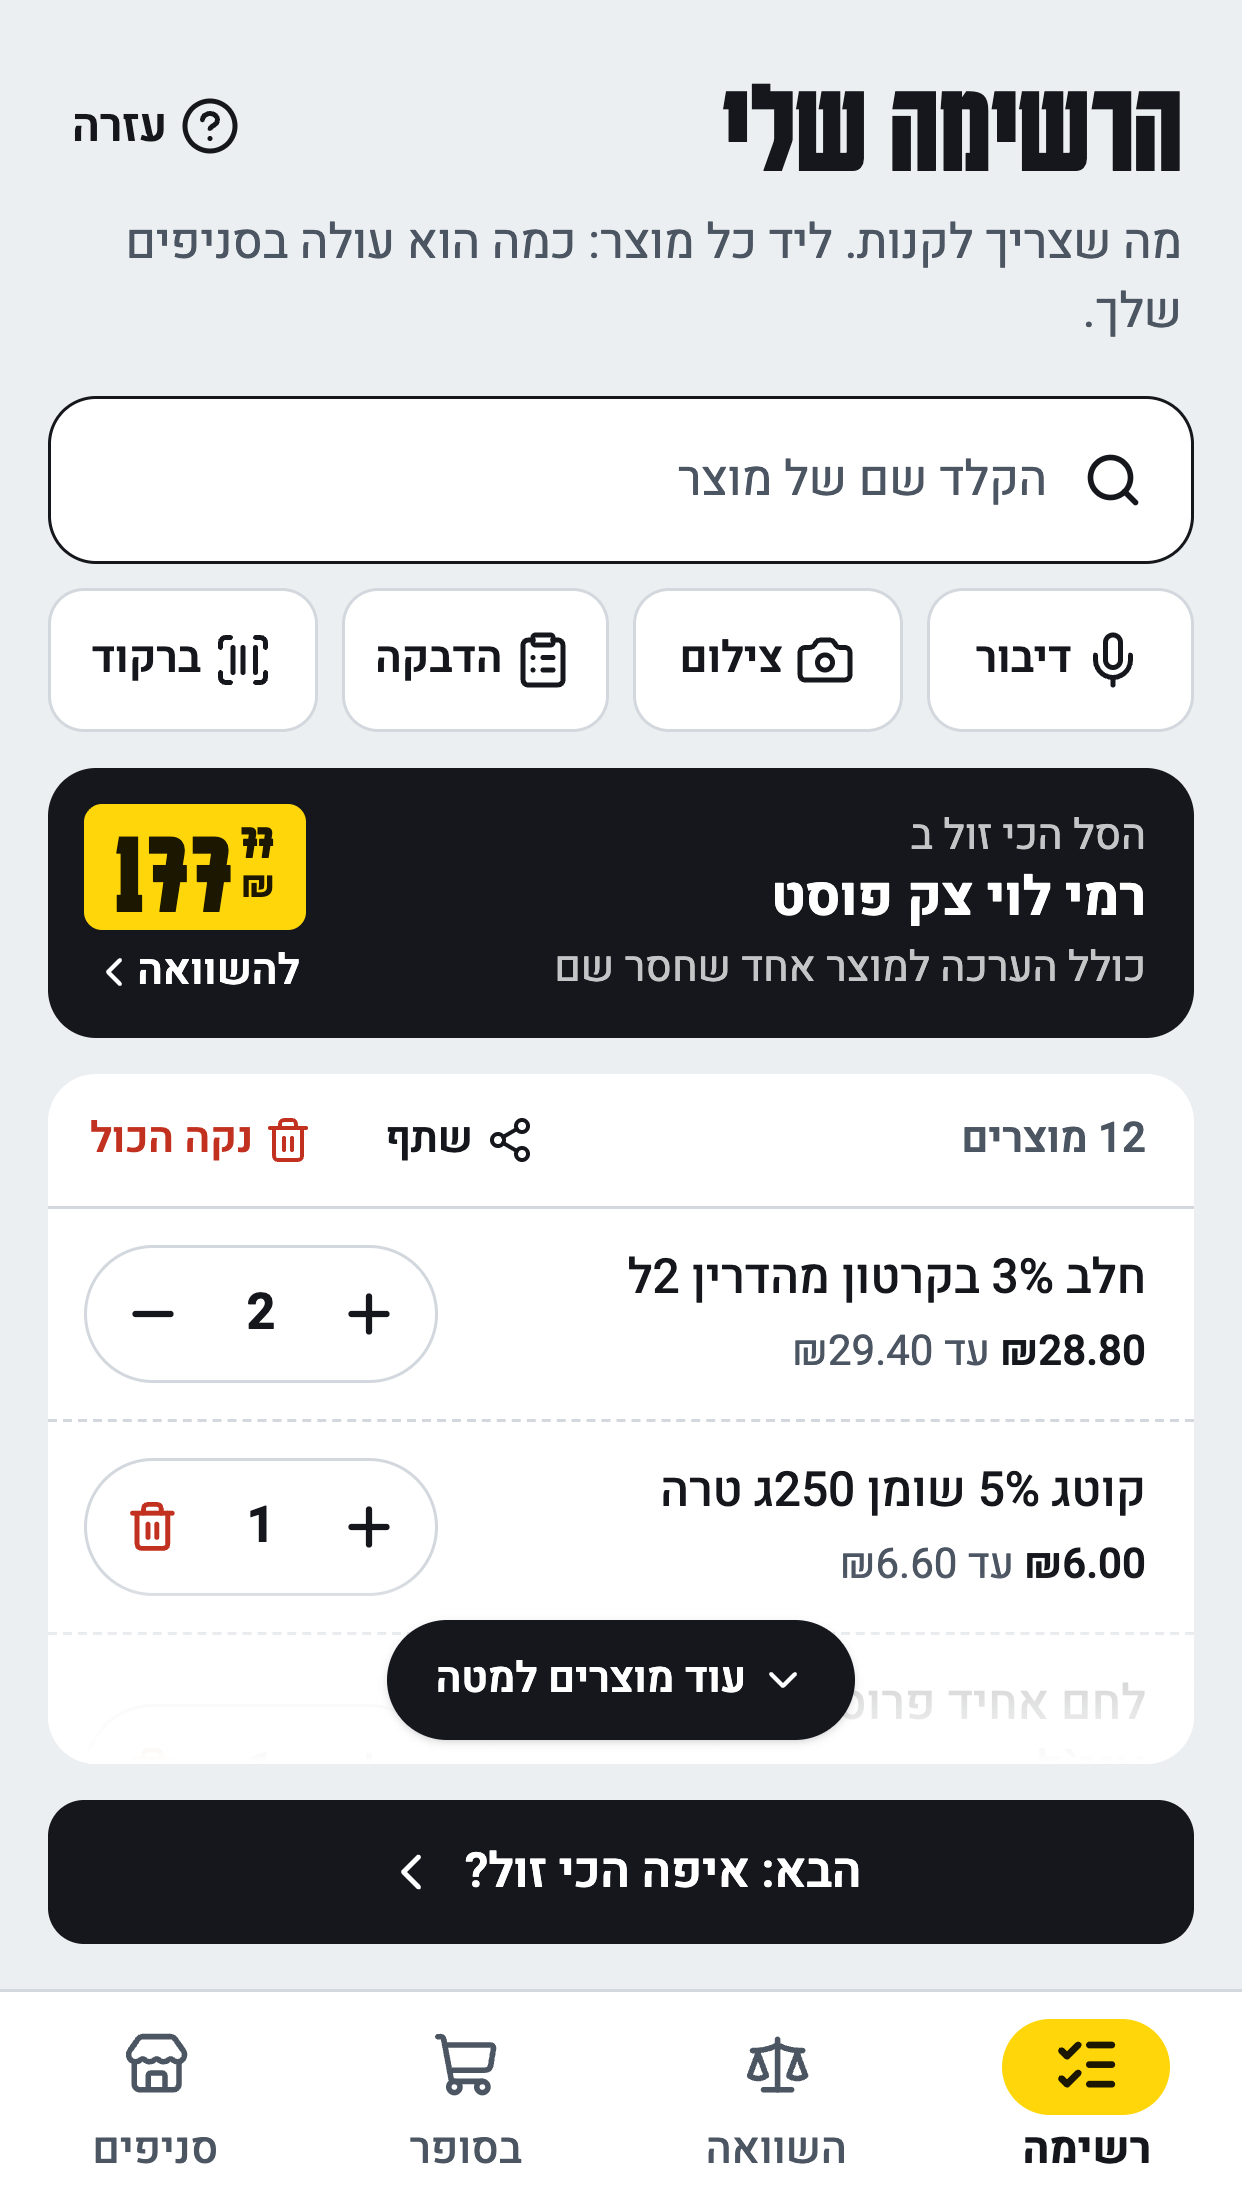 הרשימה שלי
עזרה
מה שצריך לקנות. ליד כל מוצר: כמה הוא עולה בסניפים
שלך.
הקלד שם של מוצר
דיבור
צילום
הדבקה
ברקוד
הסל הכי זול ב
רמי לוי צק פוסט
כולל הערכה למוצר אחד שחסר שם
177.77 ₪
להשוואה
12 מוצרים
שתף
נקה הכול
חלב 3% בקרטון מהדרין 2ל
₪28.80 עד ₪29.40
2
קוטג 5% שומן 250ג טרה
₪6.00 עד ₪6.60
1
לחם אחיד פרוס
עוד מוצרים למטה
הבא: איפה הכי זול?
רשימה
השוואה
בסופר
סניפים